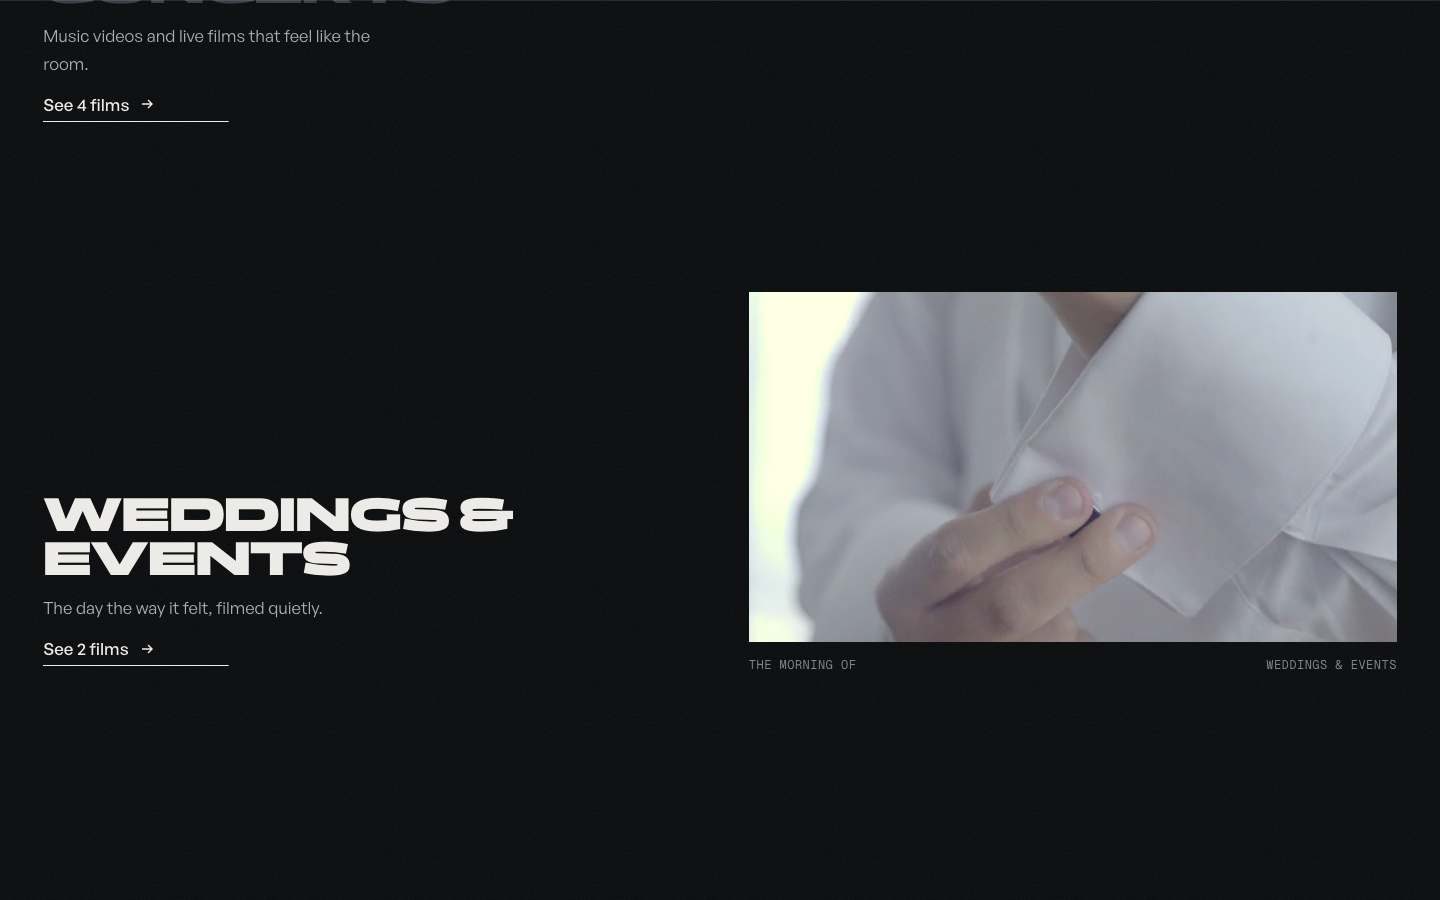 Music videos and live films that feel like the
room.
See 4 films →
WEDDINGS &
EVENTS
The day the way it felt, filmed quietly.
See 2 films →
THE MORNING OF
WEDDINGS & EVENTS